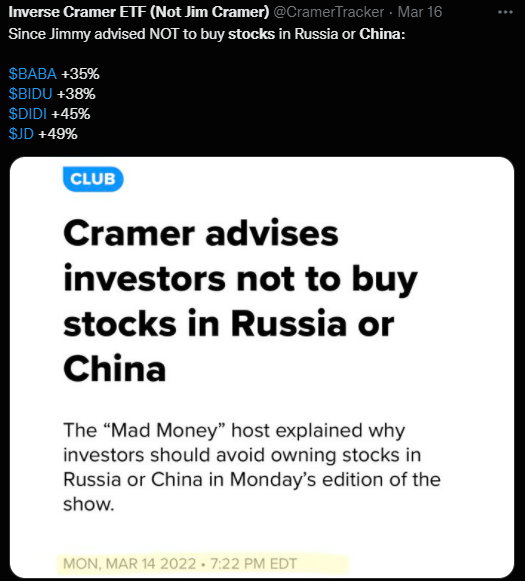 Inverse Cramer ETF (Not Jim Cramer) @CramerTracker · Mar 16
Since Jimmy advised NOT to buy stocks in Russia or China:
$BABA +35%
$BIDU +38%
$DIDI +45%
$JD +49%
CLUB
Cramer advises
investors not to buy
stocks in Russia or
China
The “Mad Money” host explained why
investors should avoid owning stocks in
Russia or China in Monday’s edition of the
show.
MON, MAR 14 2022 • 7:22 PM EDT